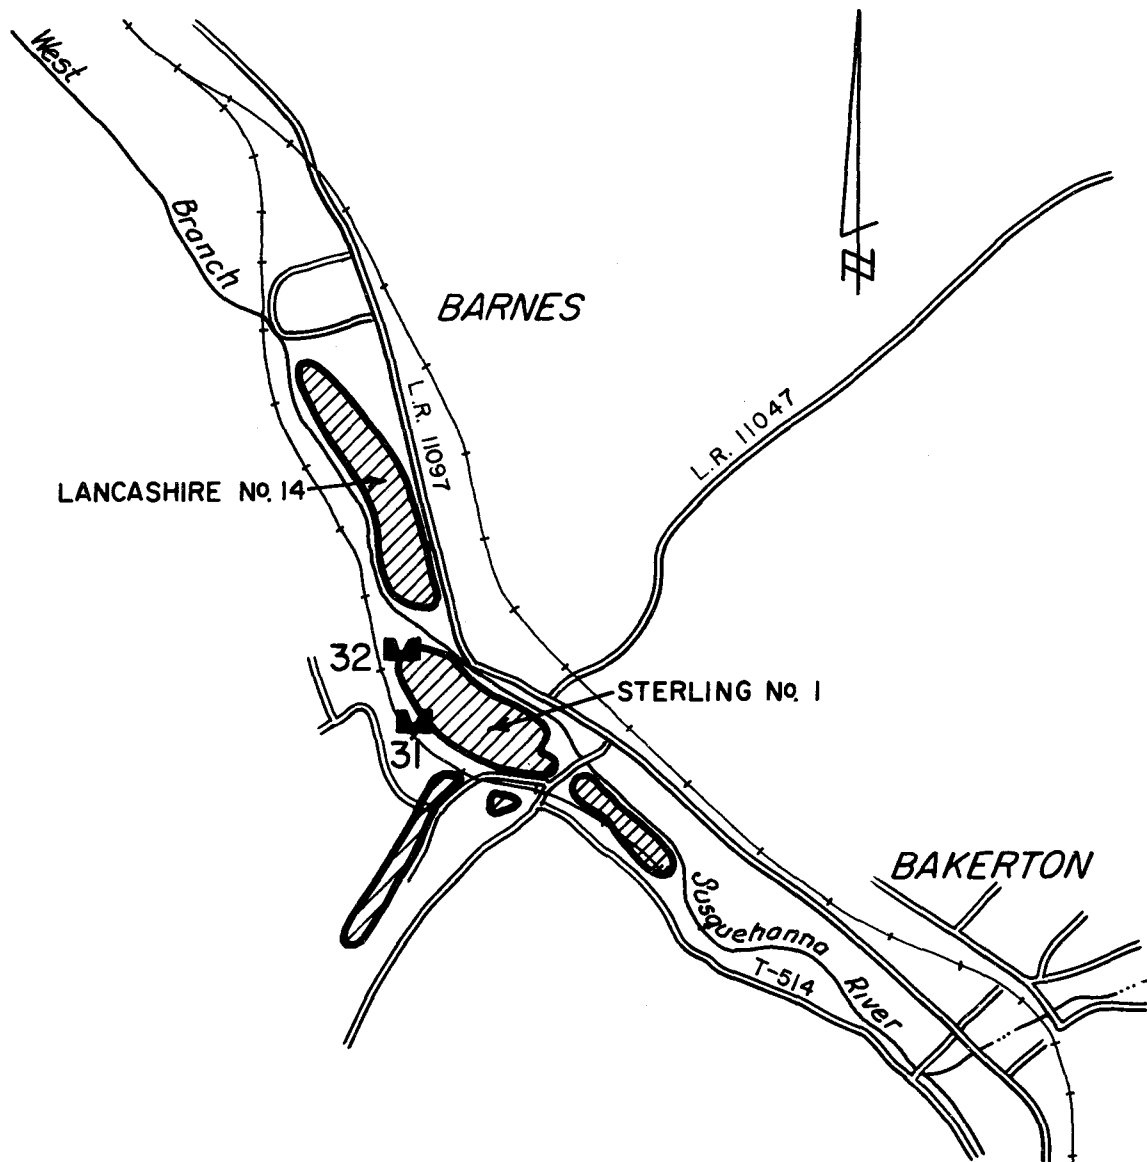 West
Branch
N
BARNES
L.R. 11097
L.R. 11047
LANCASHIRE No. 14
32
STERLING No. 1
31
BAKERTON
Susquehanna
River
T-514